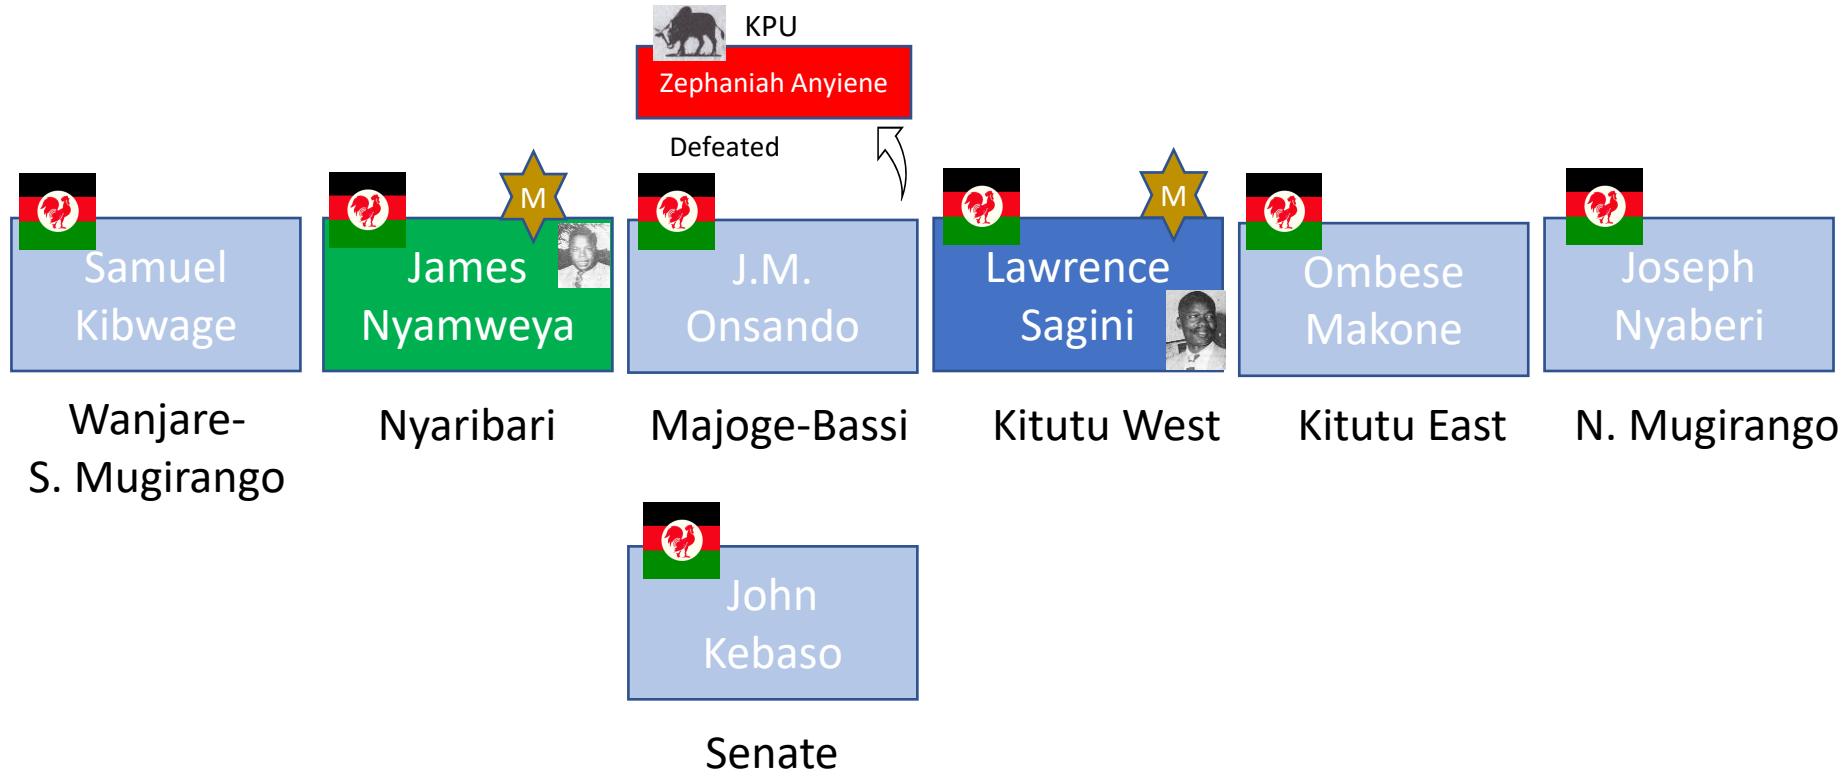 KPU
Zephaniah Anyiene
Defeated
M
M
Samuel
Kibwage
James
Nyamweya
J.M.
Onsando
Lawrence
Sagini
Ombese
Makone
Joseph
Nyaberi
Wanjare-
S. Mugirango
Nyaribari
Majoge-Bassi
Kitutu West
Kitutu East
N. Mugirango
John
Kebaso
Senate